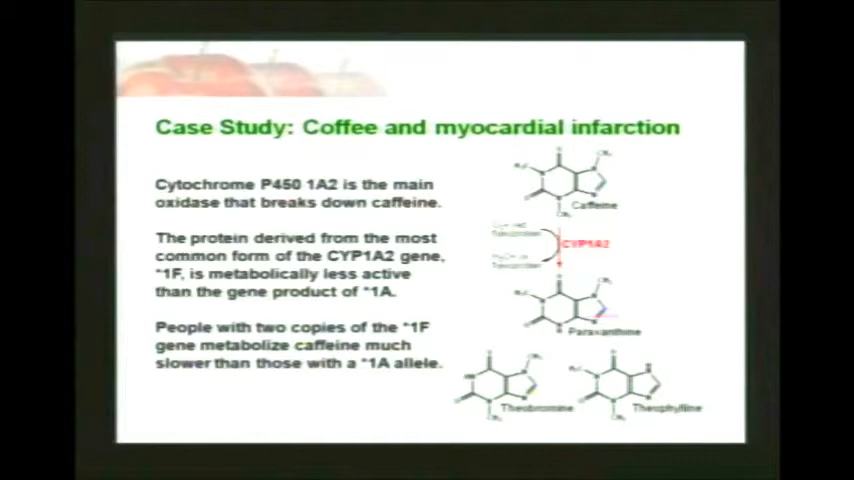 Case Study: Coffee and myocardial infarction
Cytochrome P450 1A2 is the main
oxidase that breaks down caffeine.
The protein derived from the most
common form of the CYP1A2 gene,
*1F, is metabolically less active
than the gene product of *1A.
People with two copies of the *1F
gene metabolize caffeine much
slower than those with a *1A allele.
Caffeine
CYP1A2
Paraxanthine
Theobromine
Theophylline